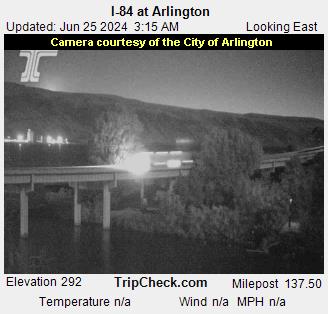 I-84 at Arlington
Updated: Jun 25 2024 3:15 AM Looking East
Camera courtesy of the City of Arlington
Elevation 292 TripCheck.com Milepost 137.50
Temperature n/a Wind n/a MPH n/a